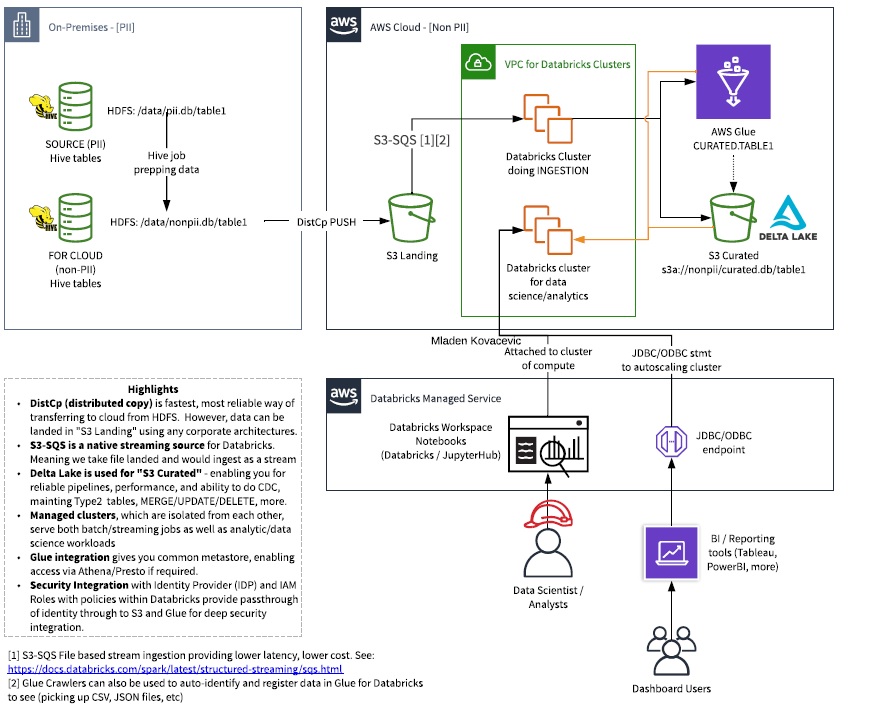 On-Premises - [PII]
HIVE
HDFS: /data/pii.db/table1
SOURCE (PII)
Hive tables
Hive job
prepping data
HIVE
HDFS: /data/nonpii.db/table1
FOR CLOUD
(non-PII)
Hive tables
DistCp PUSH
aws
AWS Cloud - [Non PII]
VPC for Databricks Clusters
S3-SQS [1][2]
Databricks Cluster
doing INGESTION
AWS Glue
CURATED.TABLE1
S3 Landing
Databricks cluster
for data
science/analytics
DELTA LAKE
S3 Curated
s3a://nonpii/curated.db/table1
Mladen Kovacevic
Attached to cluster
of compute
JDBC/ODBC stmt
to autoscaling cluster
aws
Databricks Managed Service
Databricks Workspace
Notebooks
(Databricks / JupyterHub)
JDBC/ODBC
endpoint
Data Scientist /
Analysts
BI / Reporting
tools (Tableau,
PowerBI, more)
Dashboard Users
Highlights
• DistCp (distributed copy) is fastest, most reliable way of
transferring to cloud from HDFS. However, data can be
landed in "S3 Landing" using any corporate architectures.
• S3-SQS is a native streaming source for Databricks.
Meaning we take file landed and would ingest as a stream
• Delta Lake is used for "S3 Curated" - enabling you for
reliable pipelines, performance, and ability to do CDC,
mainting Type2 tables, MERGE/UPDATE/DELETE, more.
• Managed clusters, which are isolated from each other,
serve both batch/streaming jobs as well as analytic/data
science workloads
• Glue integration gives you common metastore, enabling
access via Athena/Presto if required.
• Security Integration with Identity Provider (IDP) and IAM
Roles with policies within Databricks provide passthrough
of identity through to S3 and Glue for deep security
integration.
[1] S3-SQS File based stream ingestion providing lower latency, lower cost. See:
https://docs.databricks.com/spark/latest/structured-streaming/sqs.html
[2] Glue Crawlers can also be used to auto-identify and register data in Glue for Databricks
to see (picking up CSV, JSON files, etc)